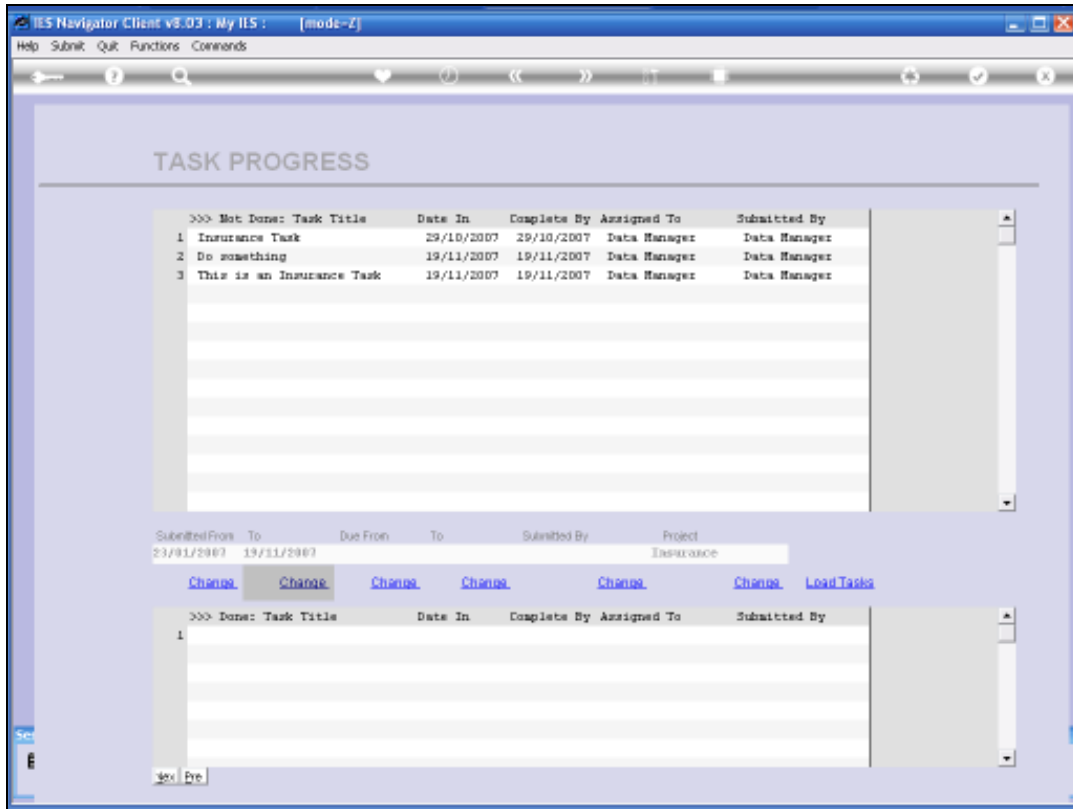 IES Navigator Client v8.03 : My IES : [mode=Z]
Help Submit Quit Functions Commands
TASK PROGRESS
>>> Not Done: Task Title Date In Complete By Assigned To Submitted By
1 Insurance Task 29/10/2007 29/10/2007 Data Manager Data Manager
2 Do something 19/11/2007 19/11/2007 Data Manager Data Manager
3 This is an Insurance Task 19/11/2007 19/11/2007 Data Manager Data Manager
Submitted From To Due From To Submitted By Project
23/01/2007 19/11/2007 Insurance
Change Change Change Change Change Change Load Tasks
>>> Done: Task Title Date In Complete By Assigned To Submitted By
1
Nex Pre